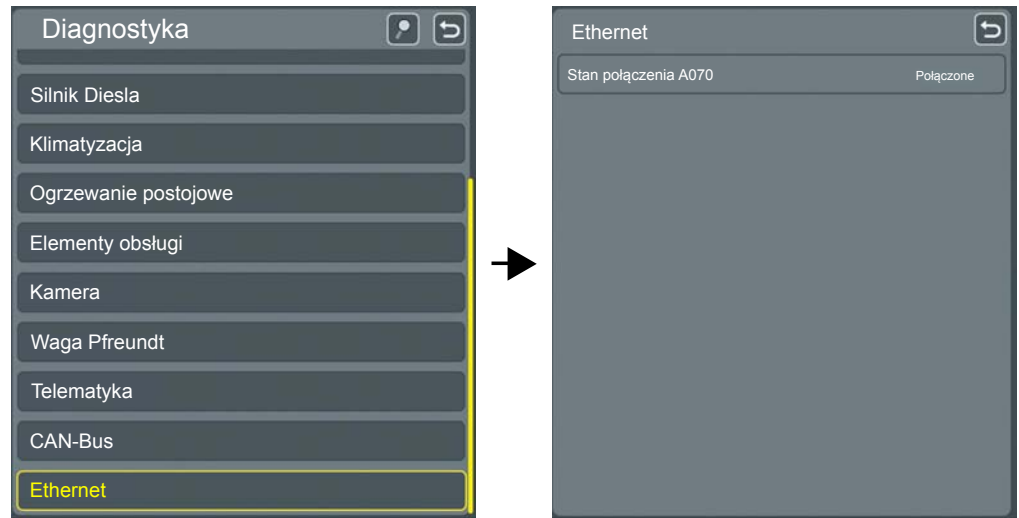 Diagnostyka
Silnik Diesla
Klimatyzacja
Ogrzewanie postojowe
Elementy obsługi
Kamera
Waga Pfreundt
Telematyka
CAN-Bus
Ethernet
Ethernet
Stan połączenia A070 Połączone